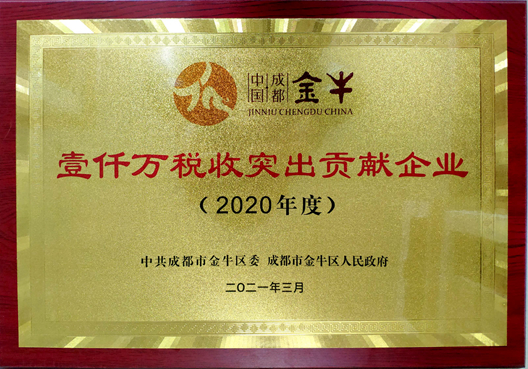 中国 成都 金牛
JINNIU CHENGDU CHINA
壹仟万税收突出贡献企业
（2020年度）
中共成都市金牛区委 成都市金牛区人民政府
二〇二一年三月